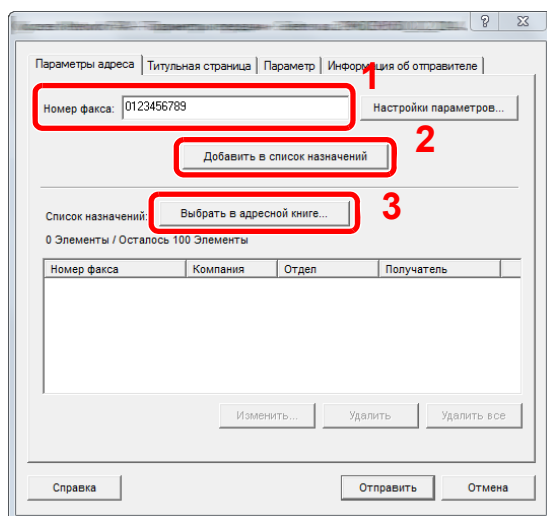 Параметры адреса Титульная страница Параметр Информация об отправителе
1
Номер факса: 0123456789 Настройки параметров...
2
Добавить в список назначений
3
Список назначений: Выбрать в адресной книге...
0 Элементы / Осталось 100 Элементы
Номер факса Компания Отдел Получатель
Изменить... Удалить Удалить все
Справка Отправить Отмена